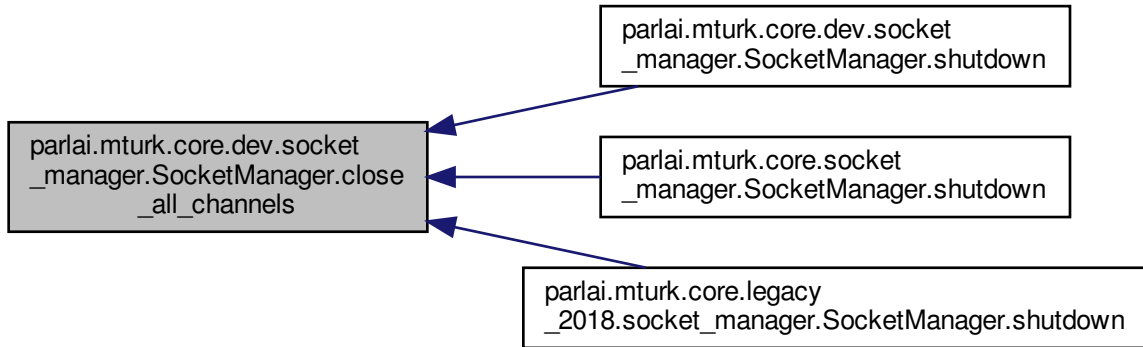 parlai.mturk.core.dev.socket
_manager.SocketManager.shutdown
parlai.mturk.core.dev.socket
_manager.SocketManager.close
_all_channels
parlai.mturk.core.socket
_manager.SocketManager.shutdown
parlai.mturk.core.legacy
_2018.socket_manager.SocketManager.shutdown